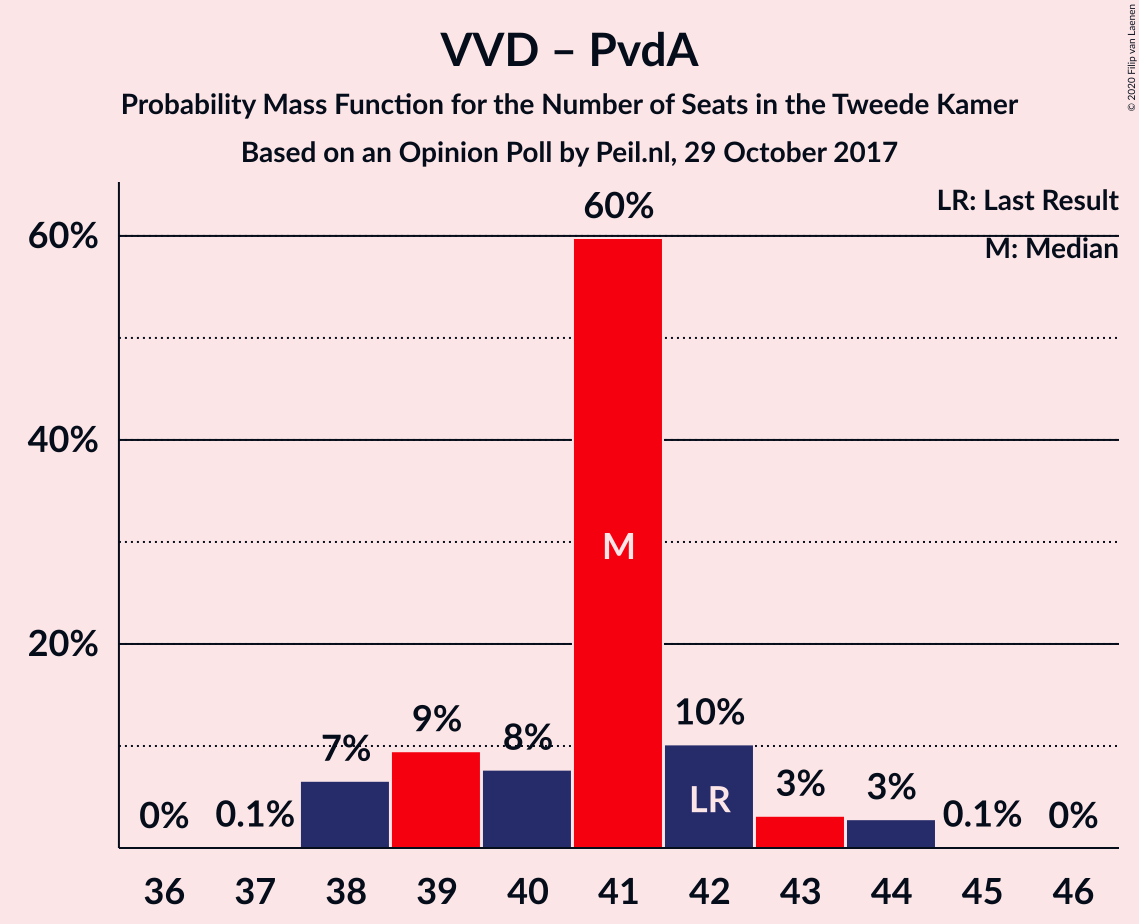 VVD – PvdA
Probability Mass Function for the Number of Seats in the Tweede Kamer
Based on an Opinion Poll by Peil.nl, 29 October 2017
© 2020 Filip van Laenen
LR: Last Result
M: Median
60%
40%
20%
0%
0.1%
7%
9%
8%
60%
10%
3%
3%
0.1%
0%
M
LR
36 37 38 39 40 41 42 43 44 45 46